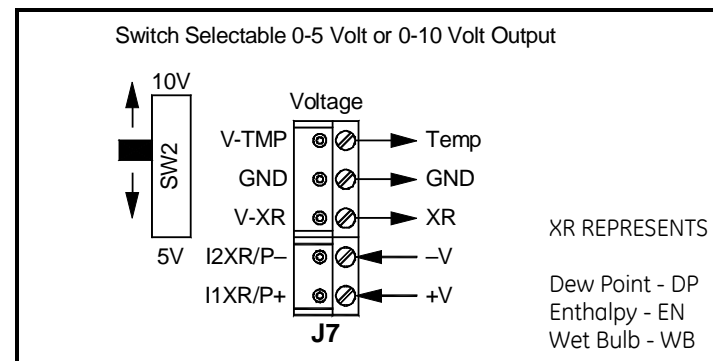 Switch Selectable 0-5 Volt or 0-10 Volt Output
10V
SW2
5V
Voltage
V-TMP Temp
GND GND
V-XR XR
I2XR/P– –V
I1XR/P+ +V
J7
XR REPRESENTS
Dew Point - DP
Enthalpy - EN
Wet Bulb - WB